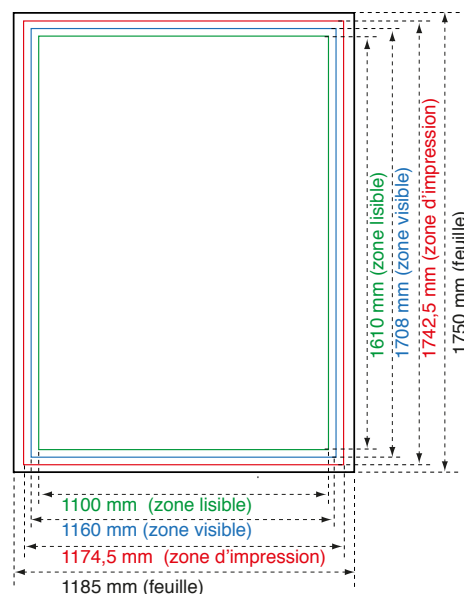 1610 mm (zone lisible)
1708 mm (zone visible)
1742,5 mm (zone d'impression)
1750 mm (feuille)
1100 mm (zone lisible)
1160 mm (zone visible)
1174,5 mm (zone d'impression)
1185 mm (feuille)